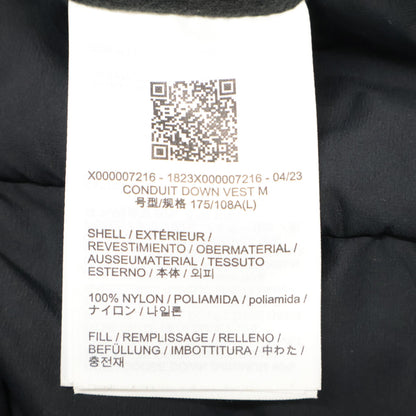 X000007216 - 1823X000007216 - 04/23
CONDUIT DOWN VEST M
号型/规格 175/108A(L)
SHELL / EXTÉRIEUR /
REVESTIMIENTO / OBERMATERIAL /
AUSSEUMATERIAL / TESSUTO
ESTERNO / 本体 / 외피
100% NYLON / POLIAMIDA / poliamida /
ナイロン / 나일론
FILL / REMPLISSAGE / RELLENO /
BEFÜLLUNG / IMBOTTITURA / 中わた /
충전재